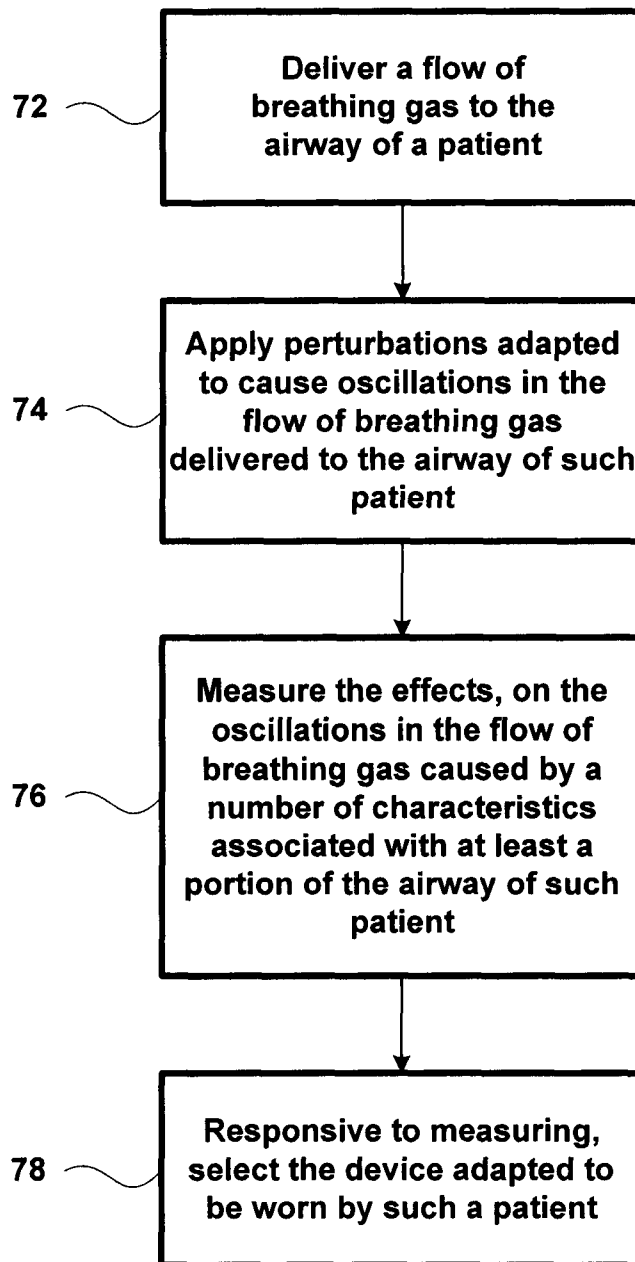 72
Deliver a flow of
breathing gas to the
airway of a patient
74
Apply perturbations adapted
to cause oscillations in the
flow of breathing gas
delivered to the airway of such
patient
76
Measure the effects, on the
oscillations in the flow of
breathing gas caused by a
number of characteristics
associated with at least a
portion of the airway of such
patient
78
Responsive to measuring,
select the device adapted to
be worn by such a patient